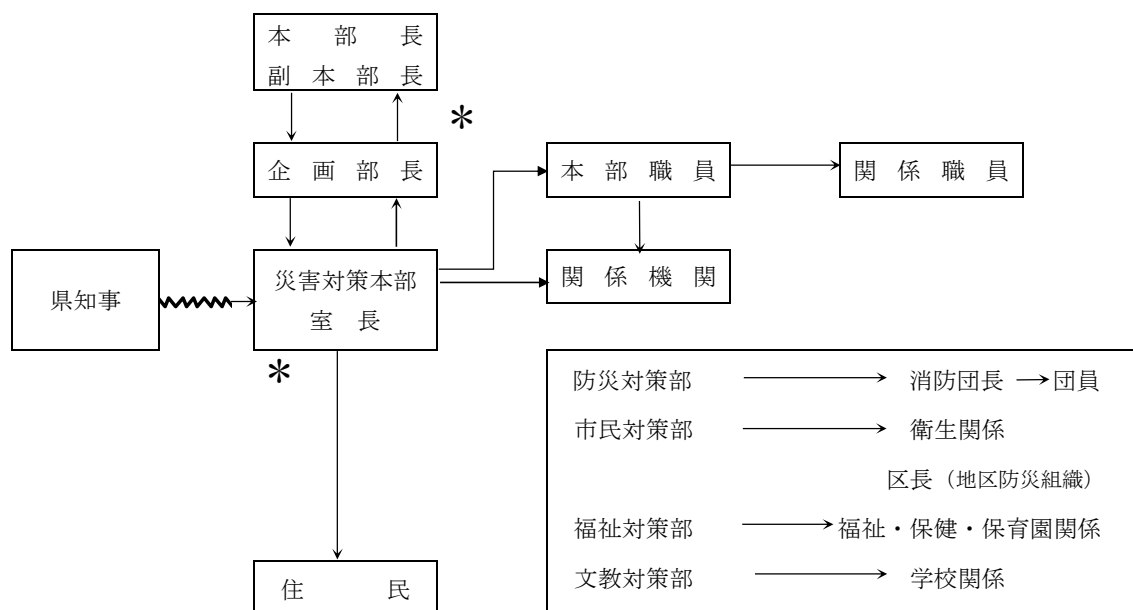 本部長
副本部長
＊
企画部長
本部職員
関係職員
県知事
災害対策本部
室長
関係機関
＊
防災対策部 消防団長 団員
市民対策部 衛生関係
区長（地区防災組織）
福祉対策部 福祉・保健・保育園関係
文教対策部 学校関係
住民